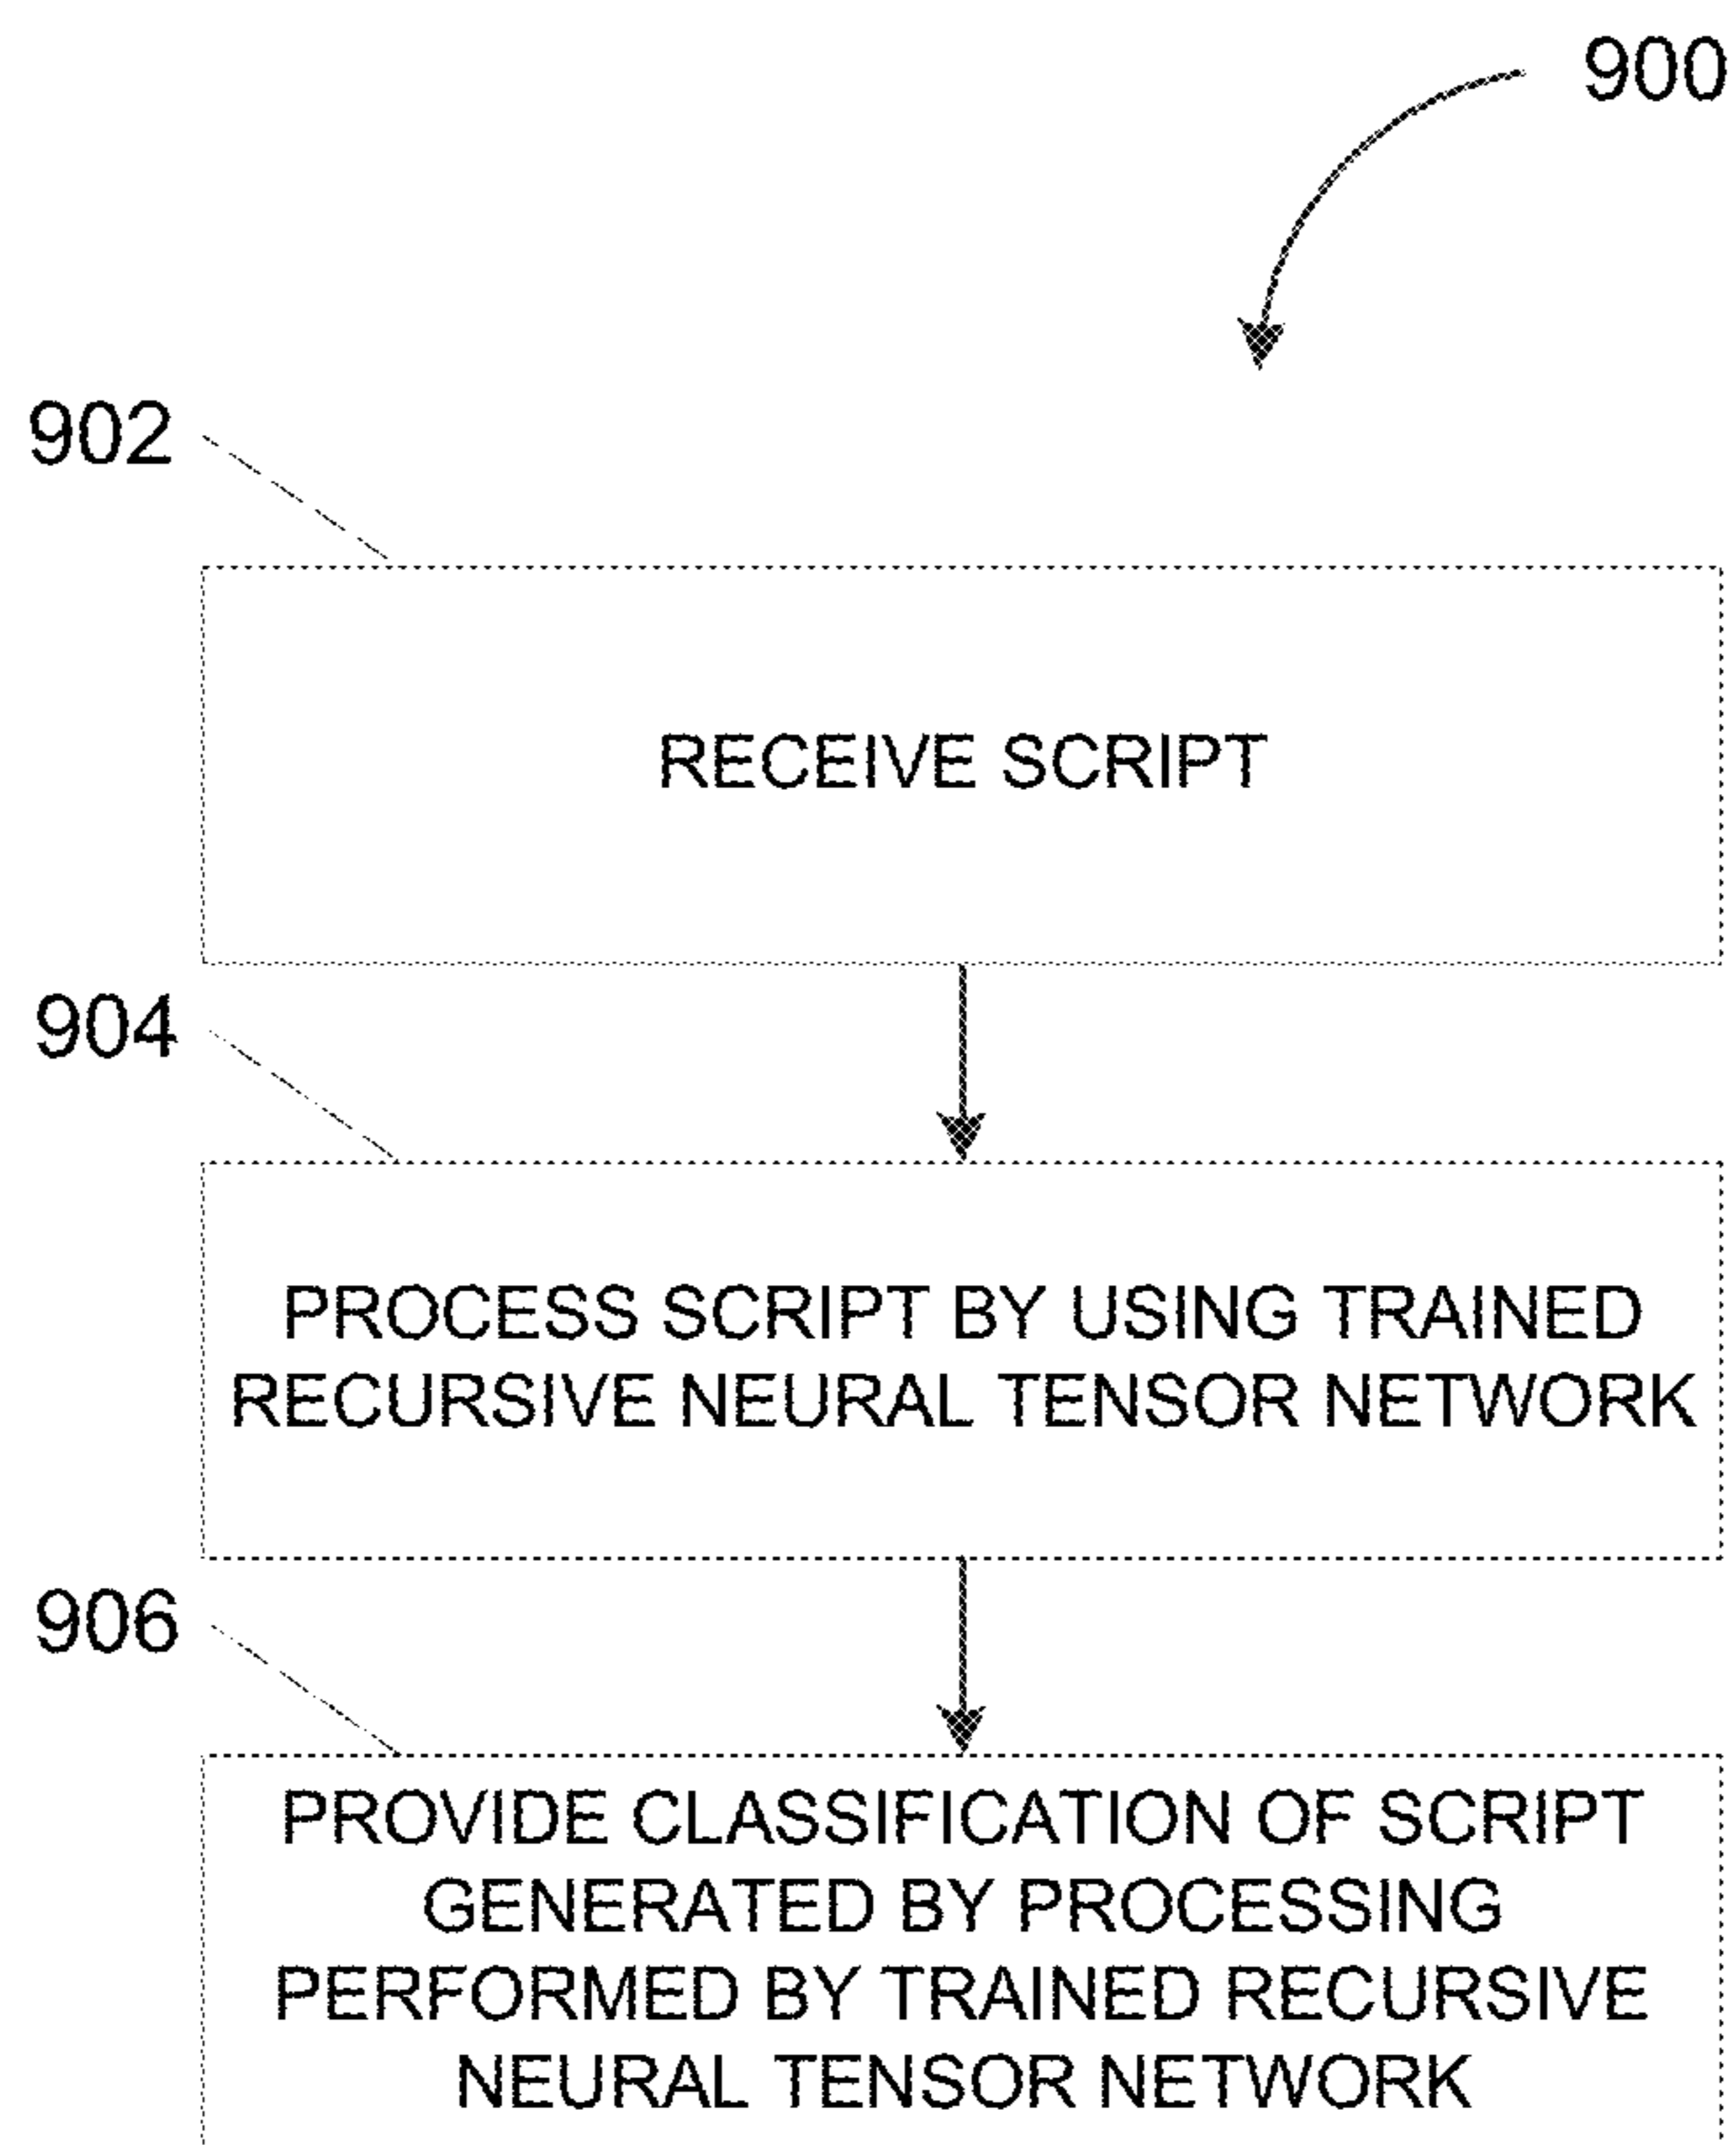 900
902
RECEIVE SCRIPT
904
PROCESS SCRIPT BY USING TRAINED
RECURSIVE NEURAL TENSOR NETWORK
906
PROVIDE CLASSIFICATION OF SCRIPT
GENERATED BY PROCESSING
PERFORMED BY TRAINED RECURSIVE
NEURAL TENSOR NETWORK